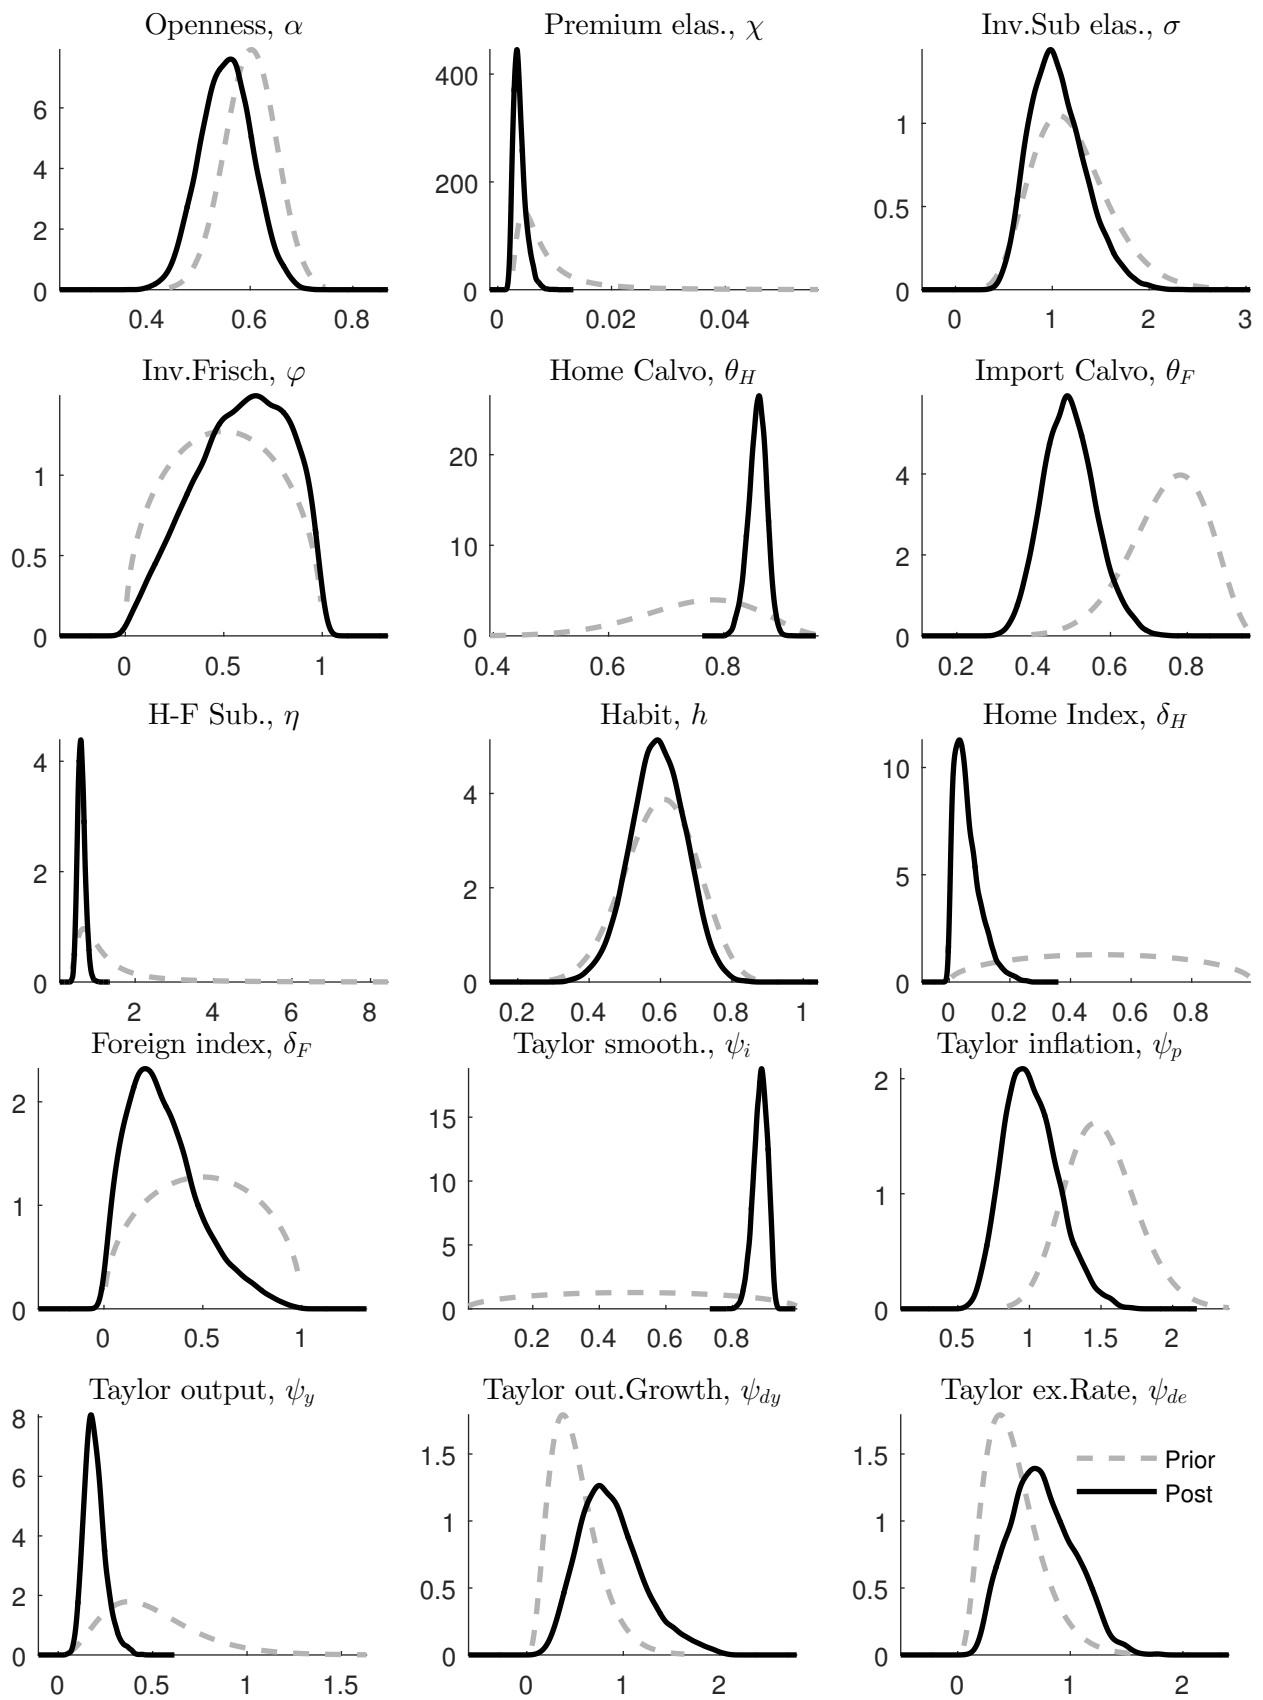 Openness, α
Premium elas., χ
Inv.Sub elas., σ
6
4
2
0
0.4 0.6 0.8
400
200
0
0 0.02 0.04
1
0.5
0
0 1 2 3
Inv.Frisch, φ
Home Calvo, θ_H
Import Calvo, θ_F
1
0.5
0
0 0.5 1
20
10
0
0.4 0.6 0.8
4
2
0
0.2 0.4 0.6 0.8
H-F Sub., η
Habit, h
Home Index, δ_H
4
2
0
2 4 6 8
4
2
0
0.2 0.4 0.6 0.8 1
10
5
0
0 0.2 0.4 0.6 0.8
Foreign index, δ_F
Taylor smooth., ψ_i
Taylor inflation, ψ_p
2
1
0
0 0.5 1
15
10
5
0
0.2 0.4 0.6 0.8
2
1
0
0.5 1 1.5 2
Taylor output, ψ_y
Taylor out.Growth, ψ_dy
Taylor ex.Rate, ψ_de
8
6
4
2
0
0 0.5 1 1.5
1.5
1
0.5
0
0 1 2
1.5
1
0.5
0
0 1 2
Prior
Post